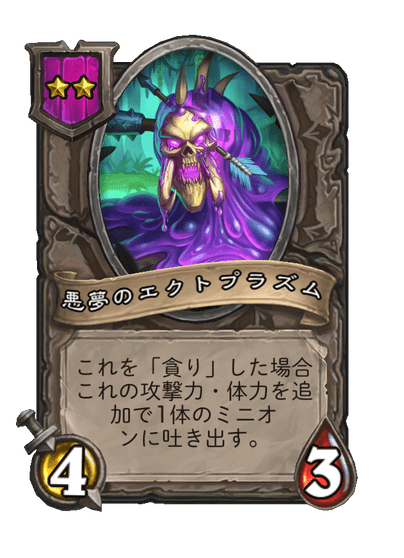 悪夢のエクトプラズム
これを「貪り」した場合
これの攻撃力・体力を追
加で1体のミニオ
ンに吐き出す。
4
3